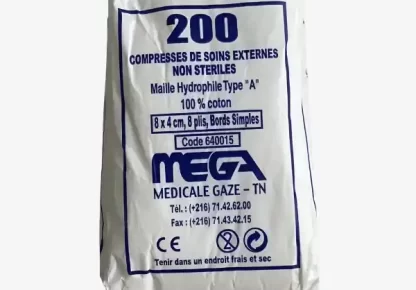 200
COMPRESSES DE SOINS EXTERNES
NON STERILES
Maille Hydrophile Type "A"
100 % coton
8 x 4 cm, 8 plis, Bords Simples
Code 640015
MEGA
MEDICALE GAZE - TN
Tél. : (+216) 71.42.62.00
Fax : (+216) 71.43.42.15
CE
2
Tenir dans un endroit frais et sec